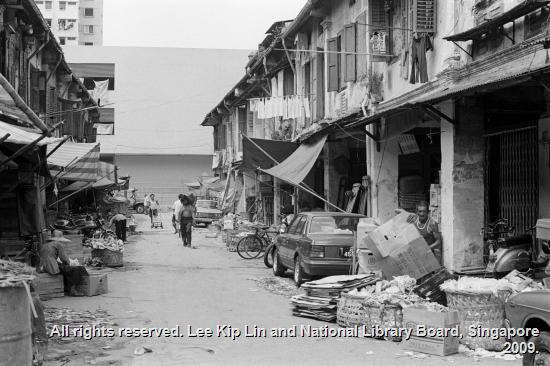 All rights reserved. Lee Kip Lin and National Library Board, Singapore
2009.